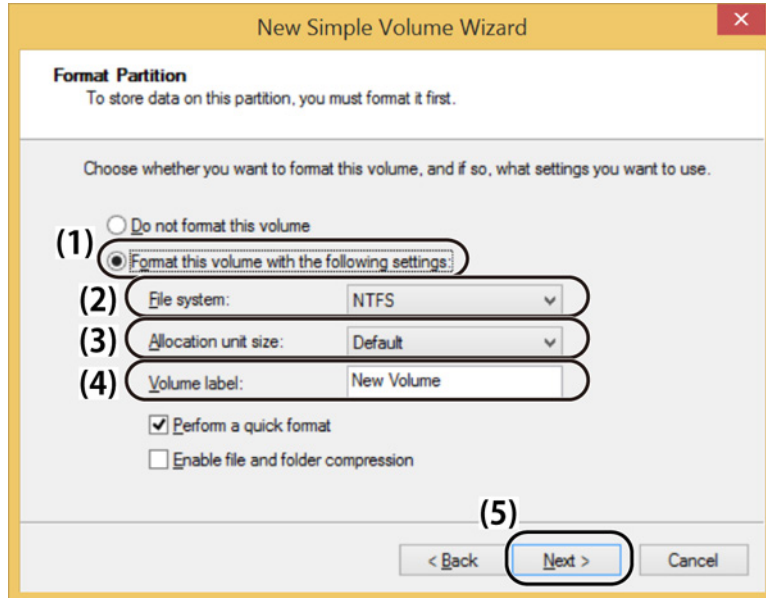 New Simple Volume Wizard
Format Partition
To store data on this partition, you must format it first.
Choose whether you want to format this volume, and if so, what settings you want to use.
Do not format this volume
(1) Format this volume with the following settings:
(2) File system: NTFS
(3) Allocation unit size: Default
(4) Volume label: New Volume
Perform a quick format
Enable file and folder compression
(5)
< Back Next > Cancel